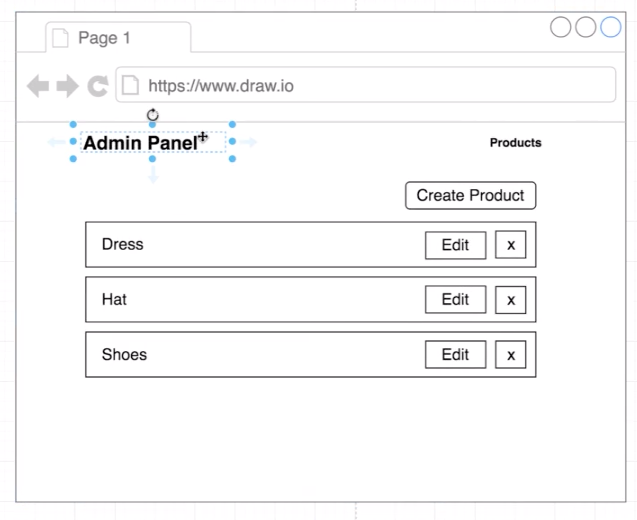 Page 1
https://www.draw.io
Admin Panel
Products
Create Product
Dress
Edit
x
Hat
Edit
x
Shoes
Edit
x